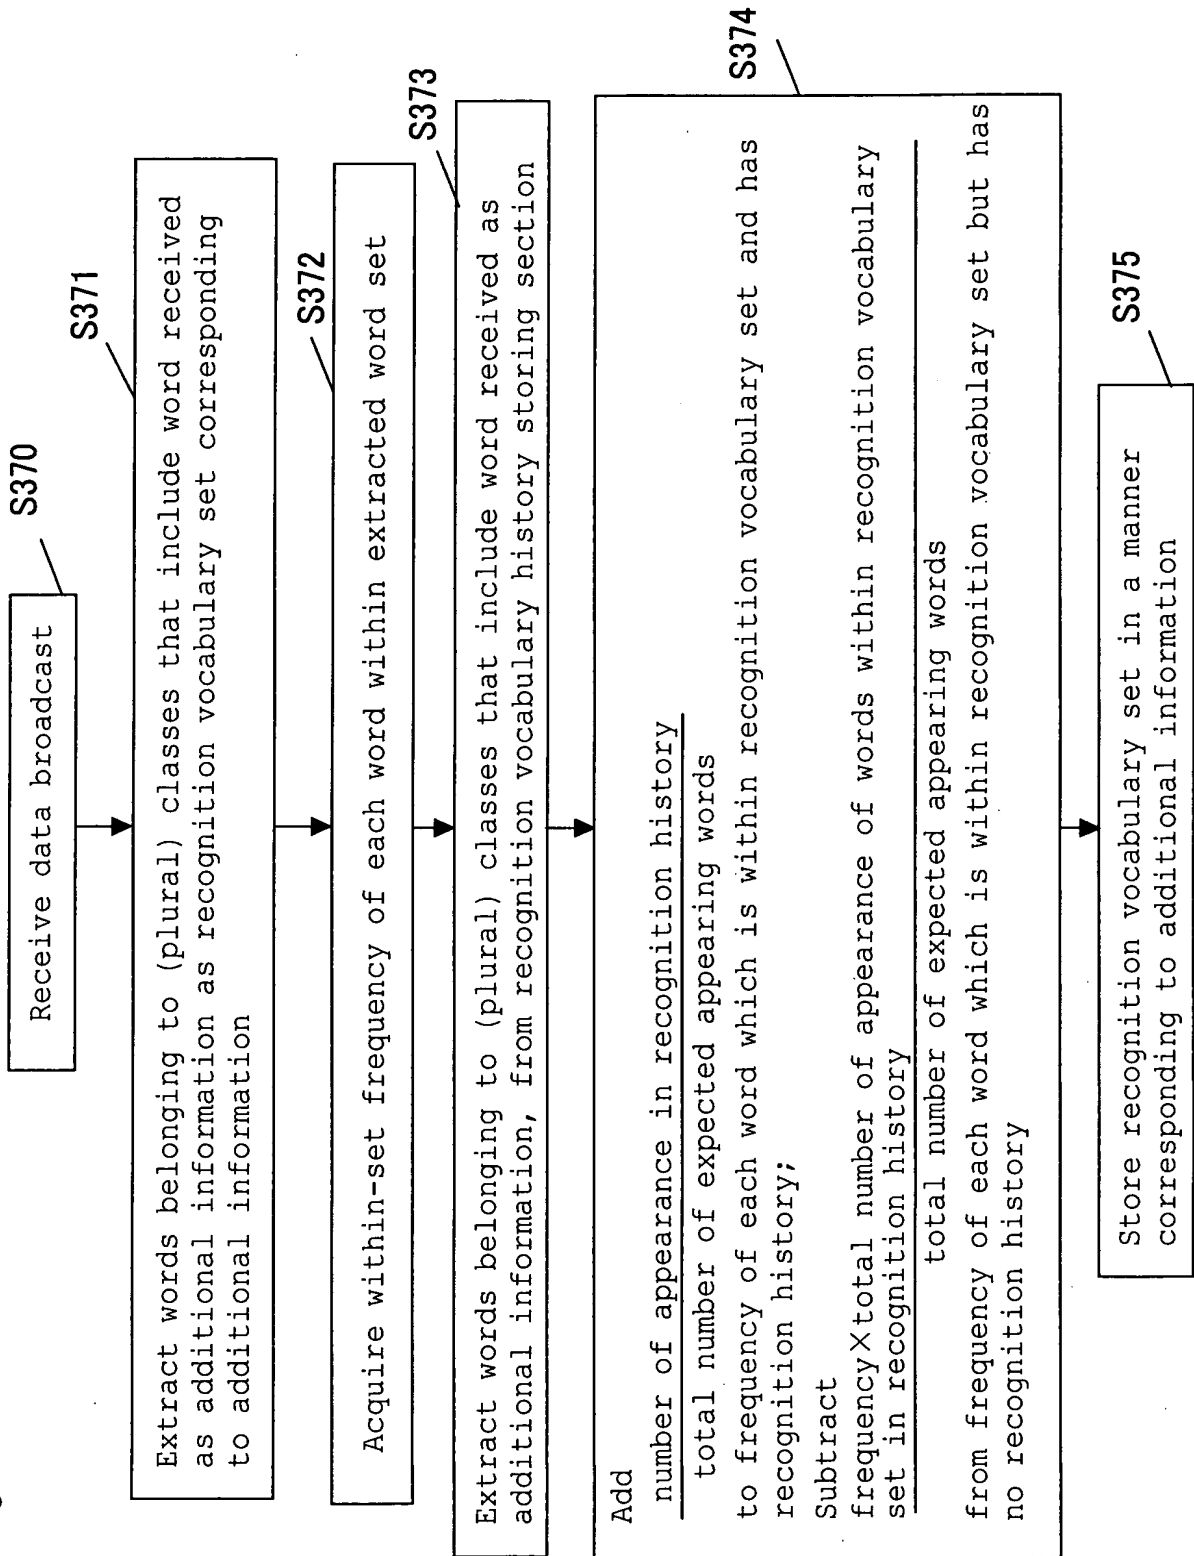 S370
Receive data broadcast
S371
Extract words belonging to (plural) classes that include word received
as additional information as recognition vocabulary set corresponding
to additional information
S372
Acquire within-set frequency of each word within extracted word set
S373
Extract words belonging to (plural) classes that include word received as
additional information, from recognition vocabulary history storing section
S374
Add
number of appearance in recognition history
total number of expected appearing words
to frequency of each word which is within recognition vocabulary set and has
recognition history;
Subtract
frequency×total number of appearance of words within recognition vocabulary
set in recognition history
total number of expected appearing words
from frequency of each word which is within recognition vocabulary set but has
no recognition history
S375
Store recognition vocabulary set in a manner
corresponding to additional information